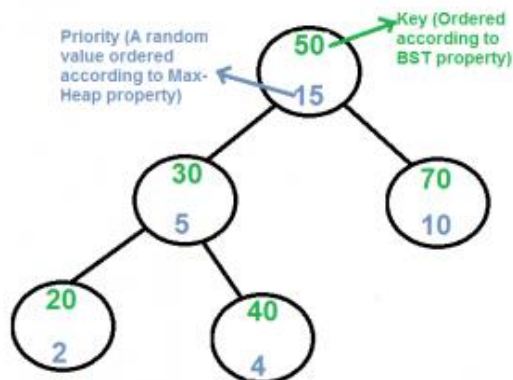 Priority (A random
value ordered
according to Max-
Heap property)
Key (Ordered
according to
BST property)
50
15
30
5
70
10
20
2
40
4